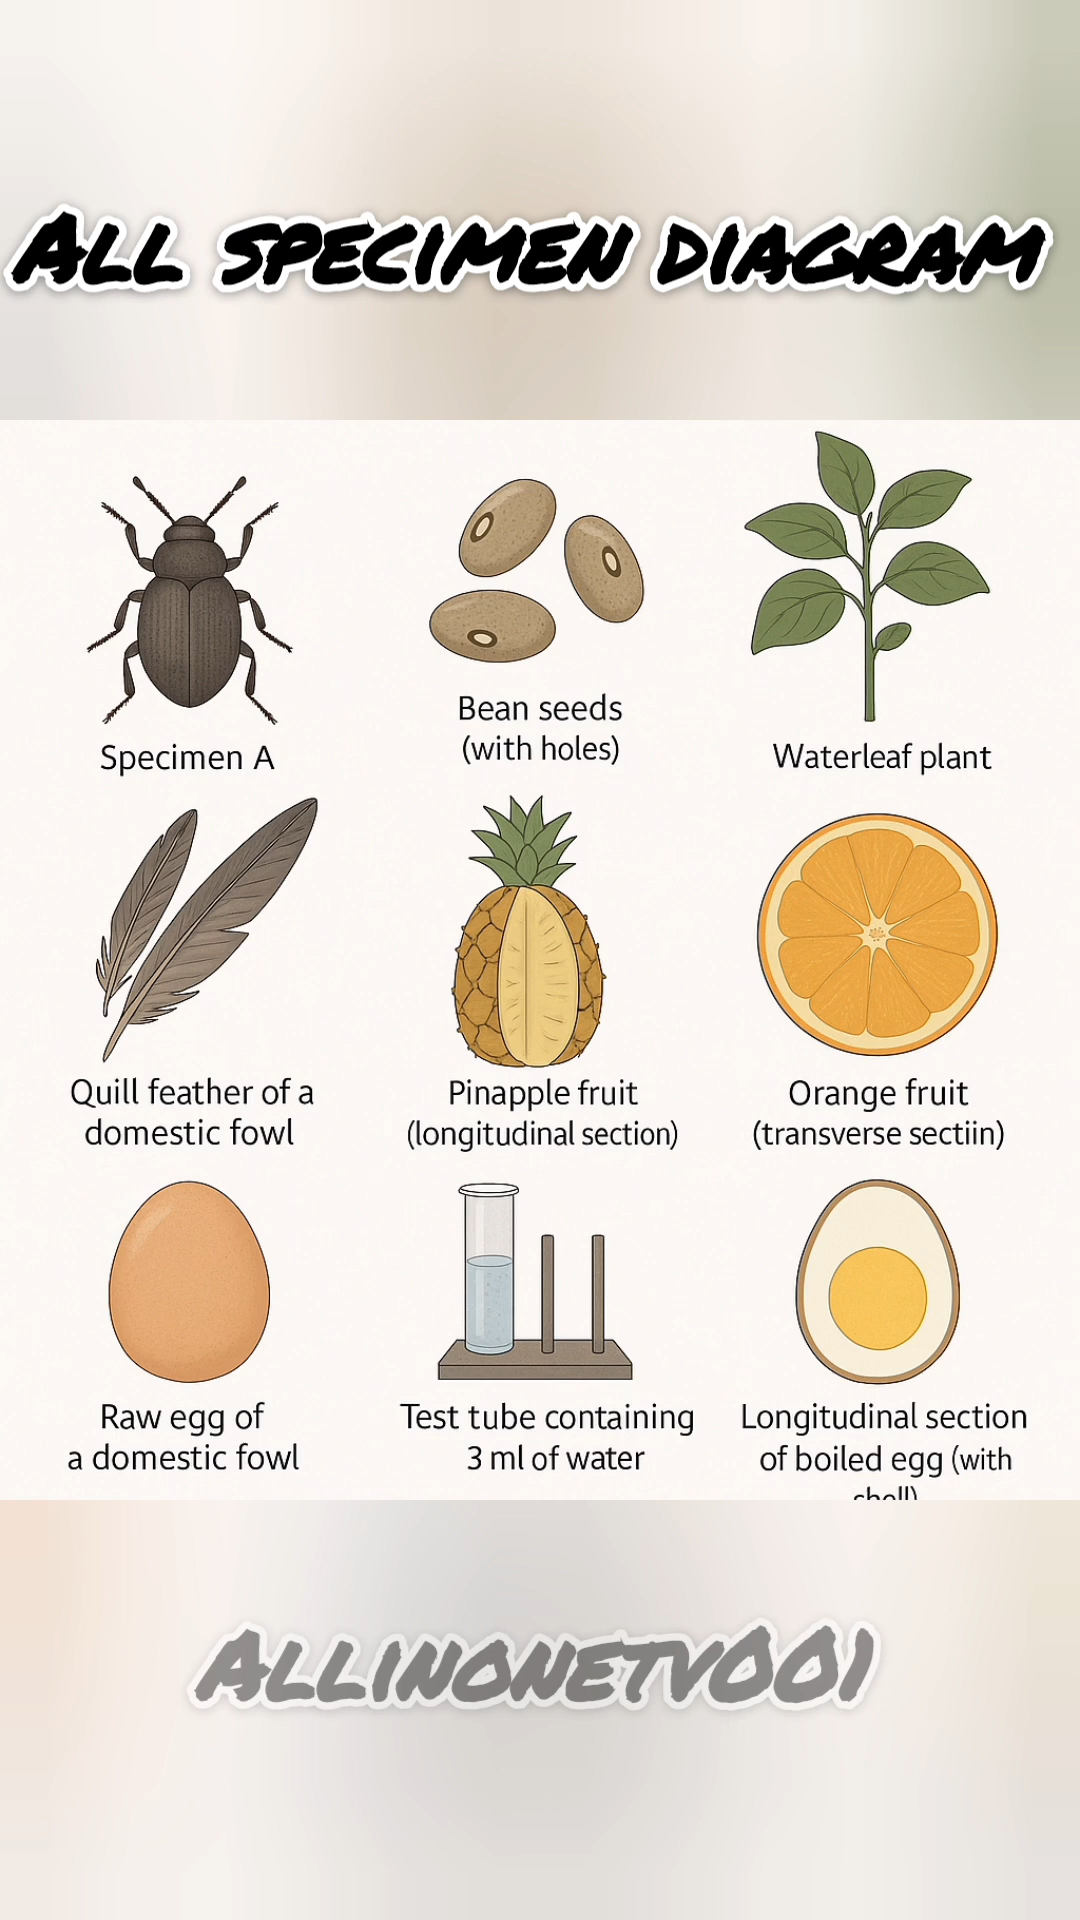 All specimen diagram
Specimen A
Bean seeds
(with holes)
Waterleaf plant
Quill feather of a
domestic fowl
Pinapple fruit
(longitudinal section)
Orange fruit
(transverse sectiin)
Raw egg of
a domestic fowl
Test tube containing
3 ml of water
Longitudinal section
of boiled egg (with
shell)
Allinonetv001